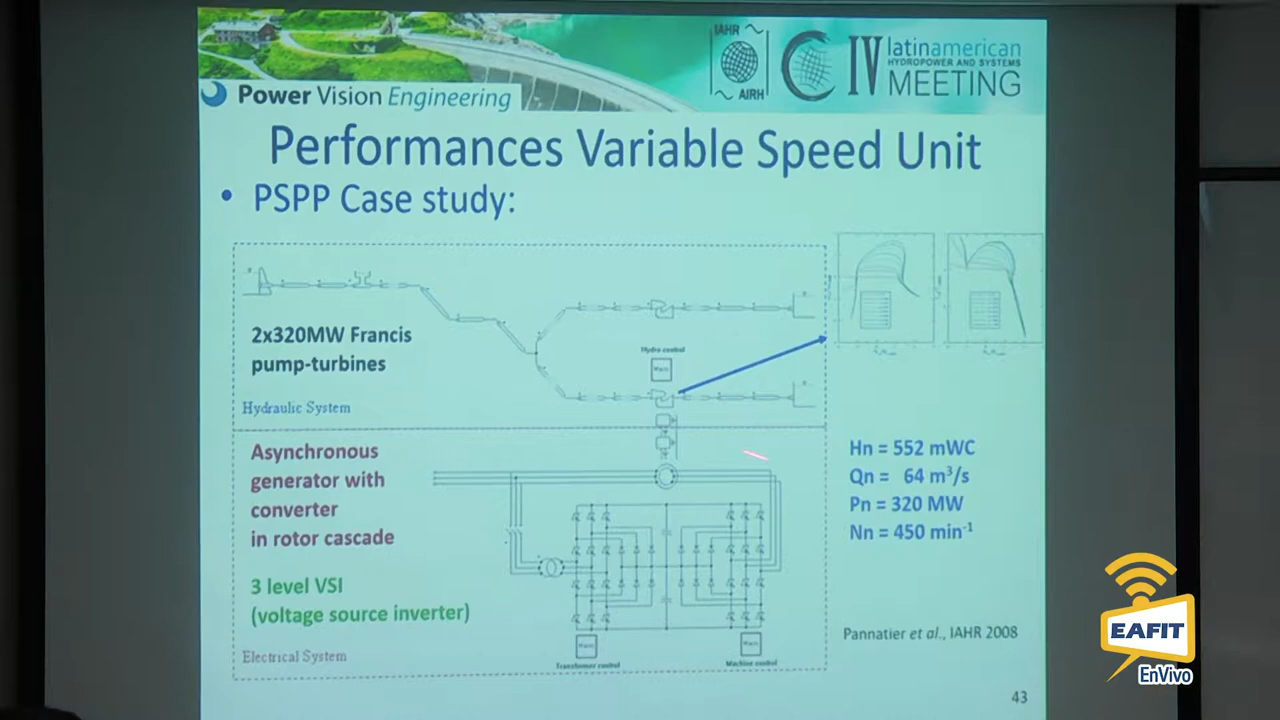 IAHR
AIRH
IV latinamerican
HYDROPOWER AND SYSTEMS
MEETING
Power Vision Engineering
Performances Variable Speed Unit
• PSPP Case study:
2x320MW Francis
pump-turbines
Hydro control
Hydraulic System
Asynchronous
generator with
converter
in rotor cascade
3 level VSI
(voltage source inverter)
Electrical System
Transformer control
Machine control
Hn = 552 mWC
Qn = 64 m³/s
Pn = 320 MW
Nn = 450 min⁻¹
Pannatier et al., IAHR 2008
43
EAFIT
EnVivo